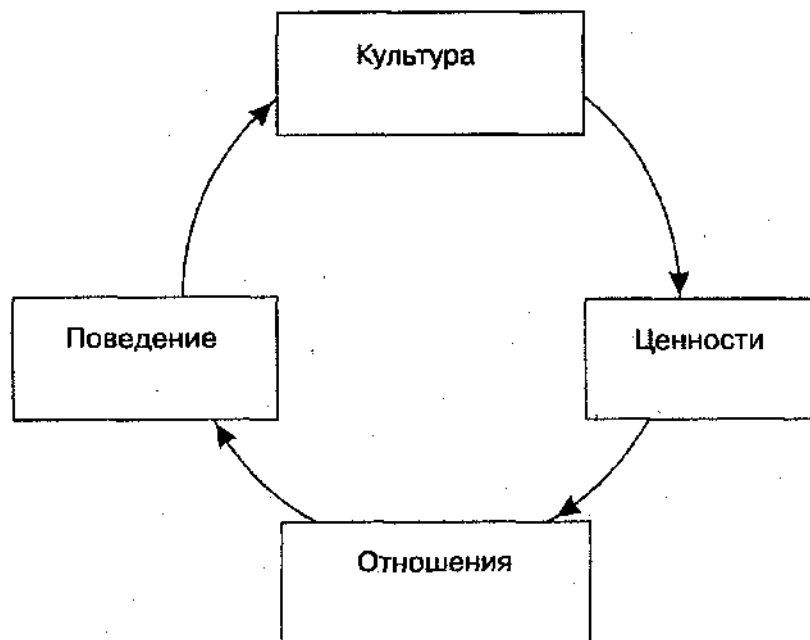 Культура
Поведение
Ценности
Отношения